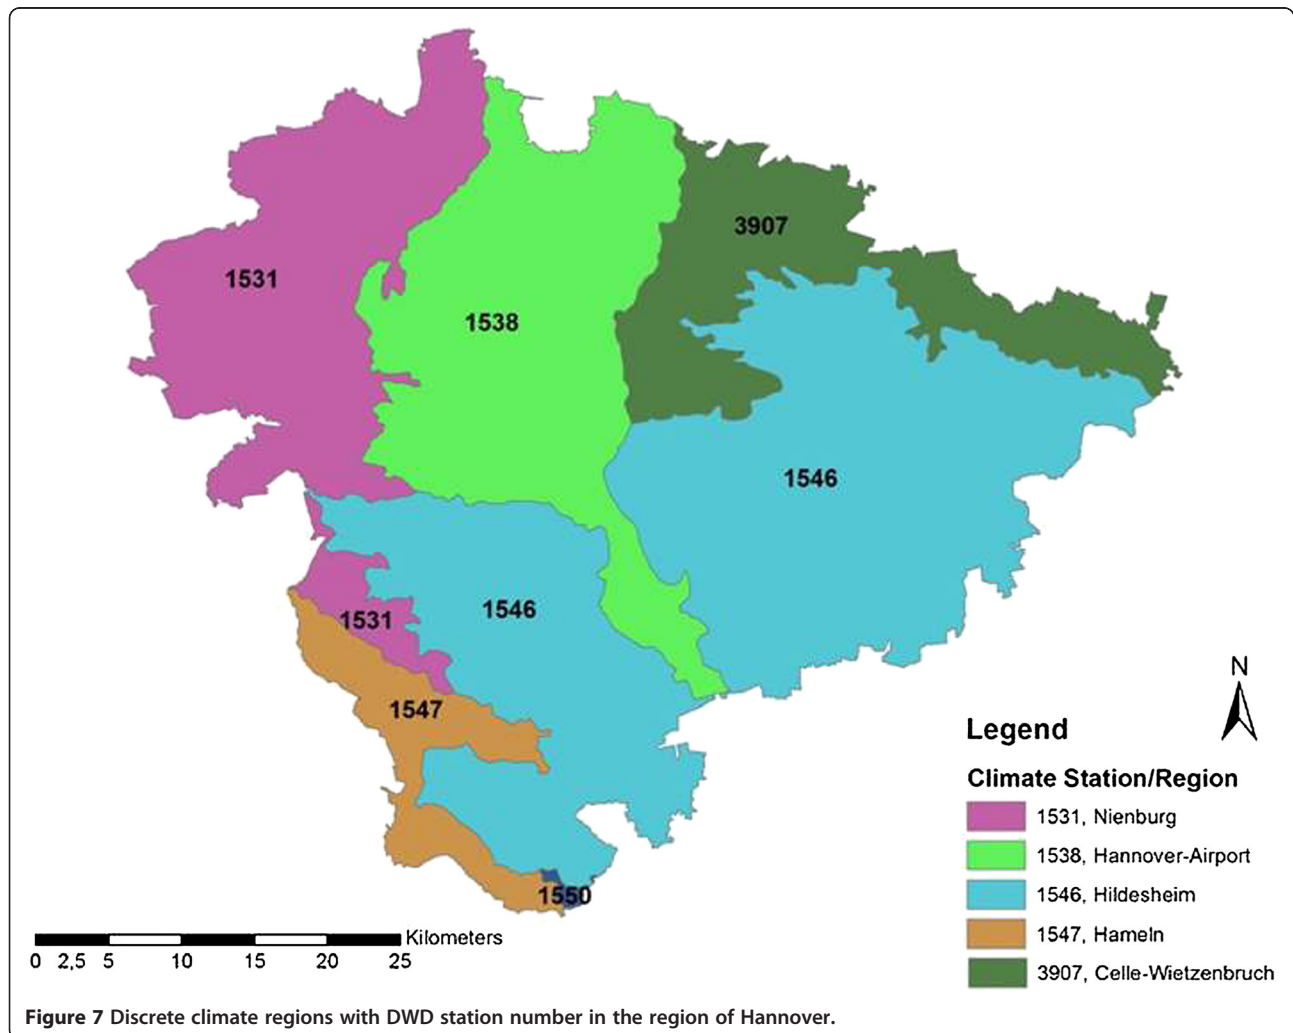 3907
1531
1538
1546
1546
1531
N
1547
Legend
Climate Station/Region
1531, Nienburg
1538, Hannover-Airport
1550
1546, Hildesheim
1547, Hameln
Kilometers
0 2,5 5 10 15 20 25
3907, Celle-Wietzenbruch
Figure 7 Discrete climate regions with DWD station number in the region of Hannover.